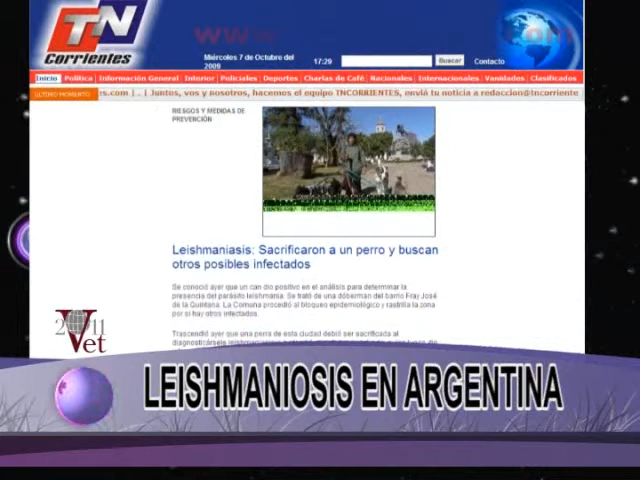 TN
Corrientes
Miércoles 7 de Octubre del
2009
17:29
Buscar
Contacto
Inicio Política Información General Interior Policiales Deportes Charlas de Café Nacionales Internacionales Vanidades Clasificados
ULTIMO MOMENTO: es.com | . | Juntos, vos y nosotros, hacemos el equipo TNCORRIENTES, enviá tu noticia a redaccion@tncorriente
RIESGOS Y MEDIDAS DE
PREVENCIÓN
Leishmaniasis: Sacrificaron a un perro y buscan
otros posibles infectados
Se conoció ayer que un can dio positivo en el análisis para determinar la
presencia del parásito leishmania. Se trató de una dóberman del barrio Fray José
de la Quintana. La Comuna procedió al bloqueo epidemiológico y rastrilla la zona
por si hay otros infectados.
Trascendió ayer que una perra de esta ciudad debió ser sacrificada al
2011
Vet
LEISHMANIOSIS EN ARGENTINA